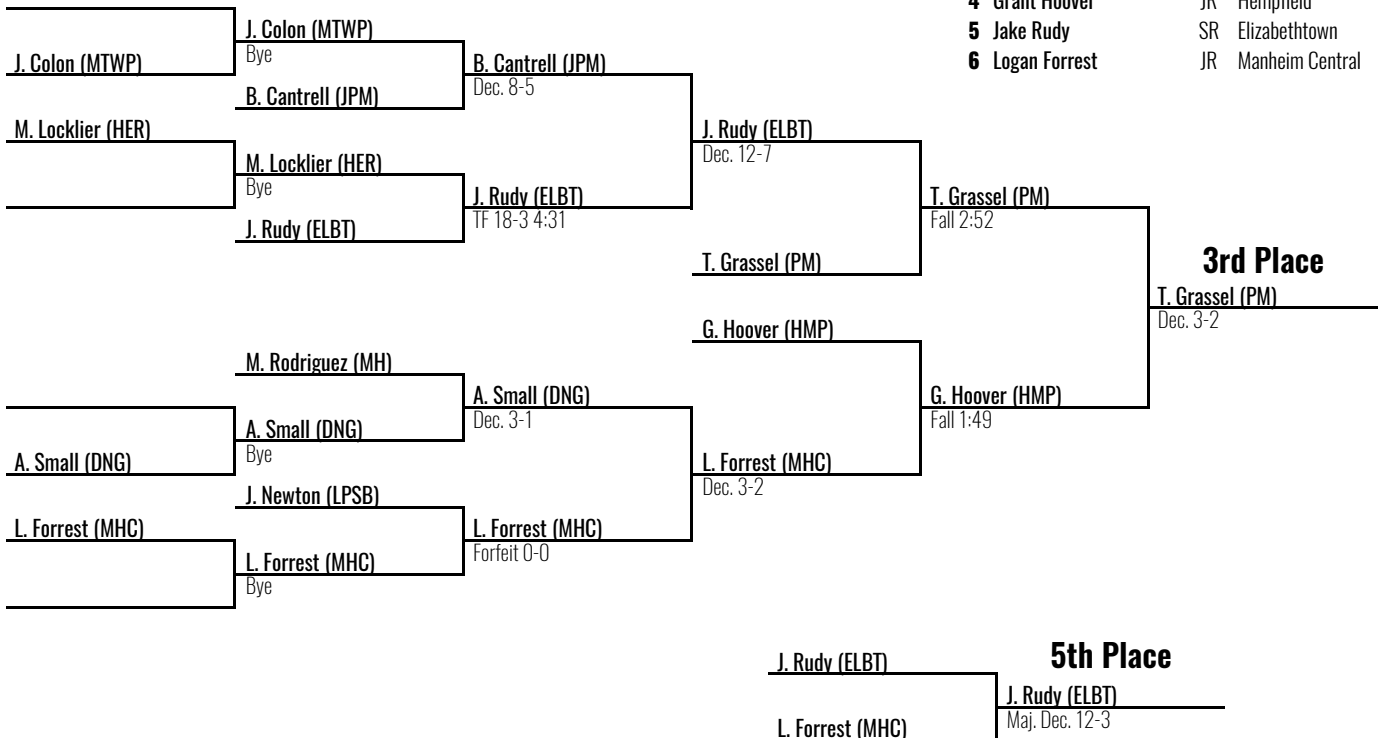 4 Grant Hoover JR Hempfield
5 Jake Rudy SR Elizabethtown
6 Logan Forrest JR Manheim Central
J. Colon (MTWP)
J. Colon (MTWP)
Bye
B. Cantrell (JPM)
B. Cantrell (JPM)
Dec. 8-5
M. Locklier (HER)
M. Locklier (HER)
Bye
J. Rudy (ELBT)
J. Rudy (ELBT)
TF 18-3 4:31
J. Rudy (ELBT)
Dec. 12-7
T. Grassel (PM)
T. Grassel (PM)
Fall 2:52
3rd Place
T. Grassel (PM)
Dec. 3-2
G. Hoover (HMP)
G. Hoover (HMP)
Fall 1:49
M. Rodriguez (MH)
A. Small (DNG)
A. Small (DNG)
Bye
A. Small (DNG)
Dec. 3-1
L. Forrest (MHC)
Dec. 3-2
J. Newton (LPSB)
L. Forrest (MHC)
L. Forrest (MHC)
Bye
L. Forrest (MHC)
Forfeit 0-0
5th Place
J. Rudy (ELBT)
J. Rudy (ELBT)
Maj. Dec. 12-3
L. Forrest (MHC)